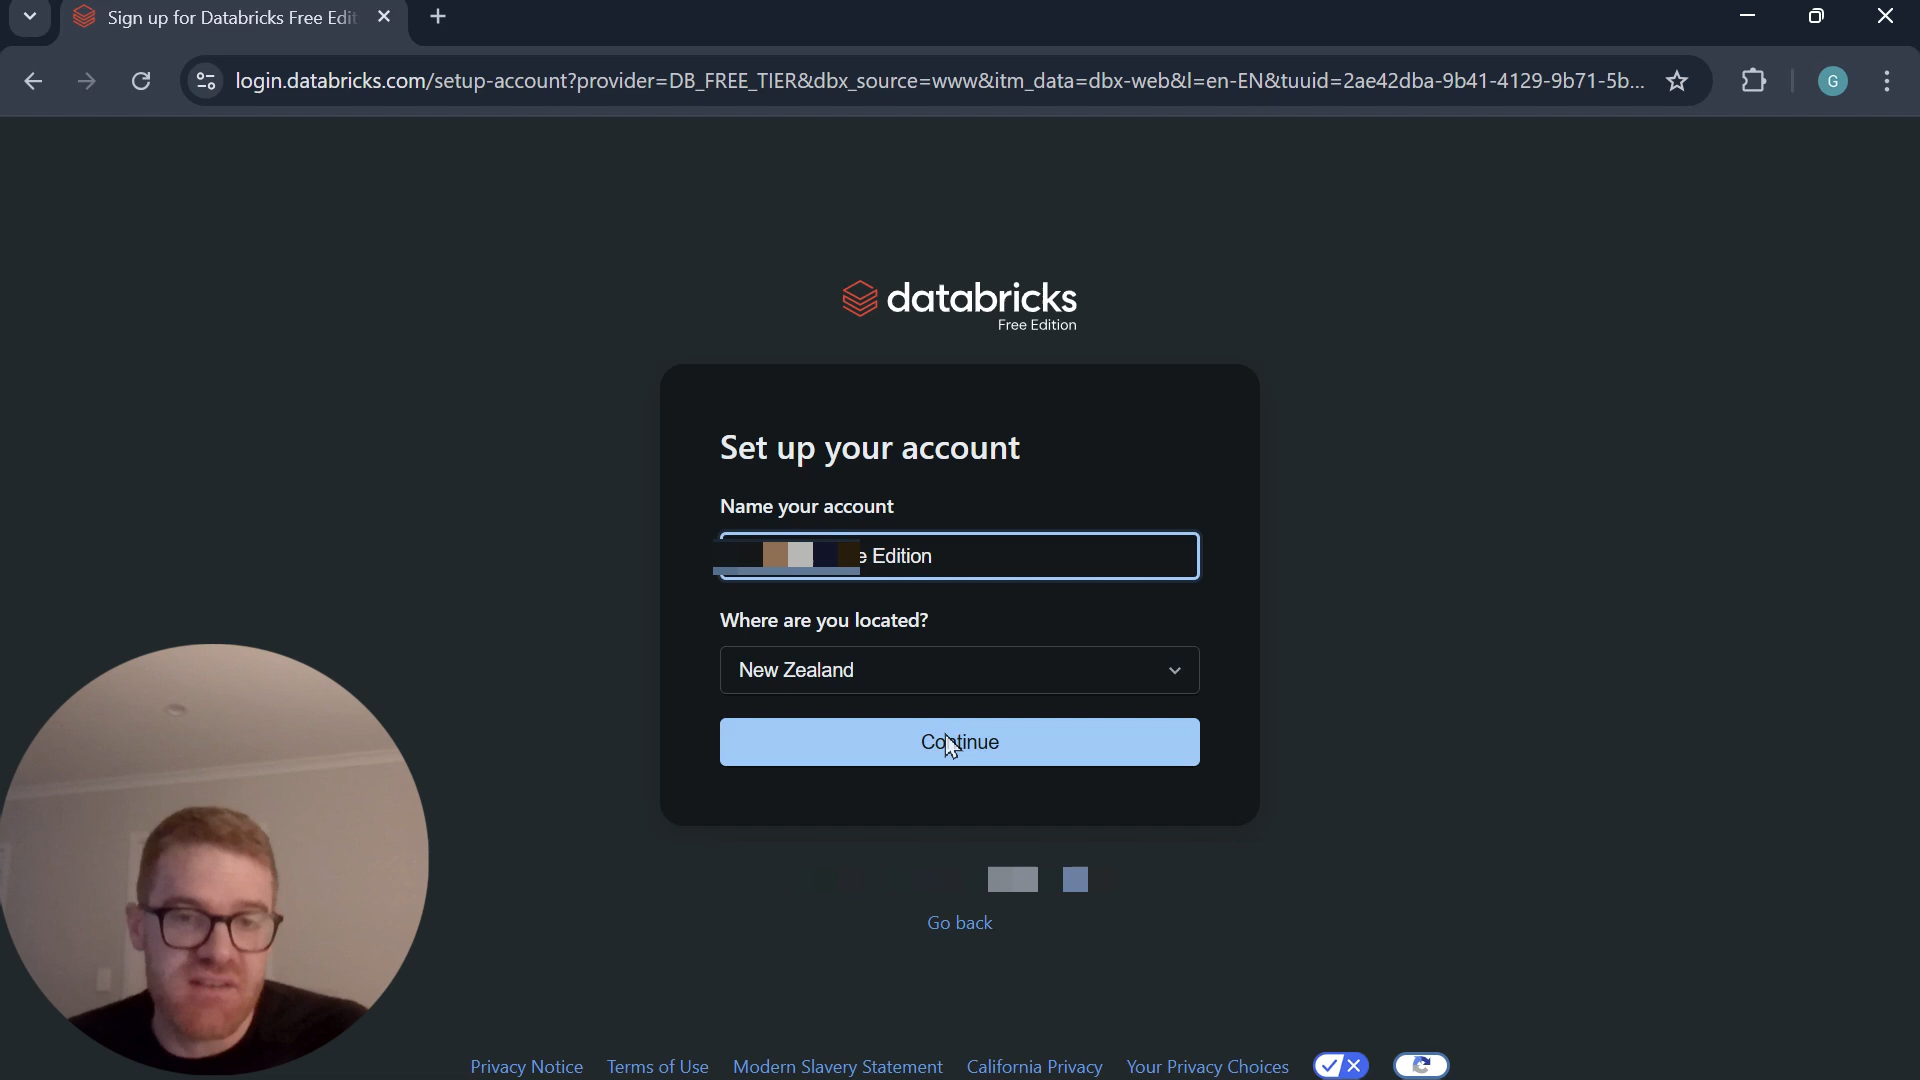 Sign up for Databricks Free Edit
login.databricks.com/setup-account?provider=DB_FREE_TIER&dbx_source=www&itm_data=dbx-web&l=en-EN&tuuid=2ae42dba-9b41-4129-9b71-5b...
G
databricks
Free Edition
Set up your account
Name your account
e Edition
Where are you located?
New Zealand
Continue
Go back
Privacy Notice Terms of Use Modern Slavery Statement California Privacy Your Privacy Choices